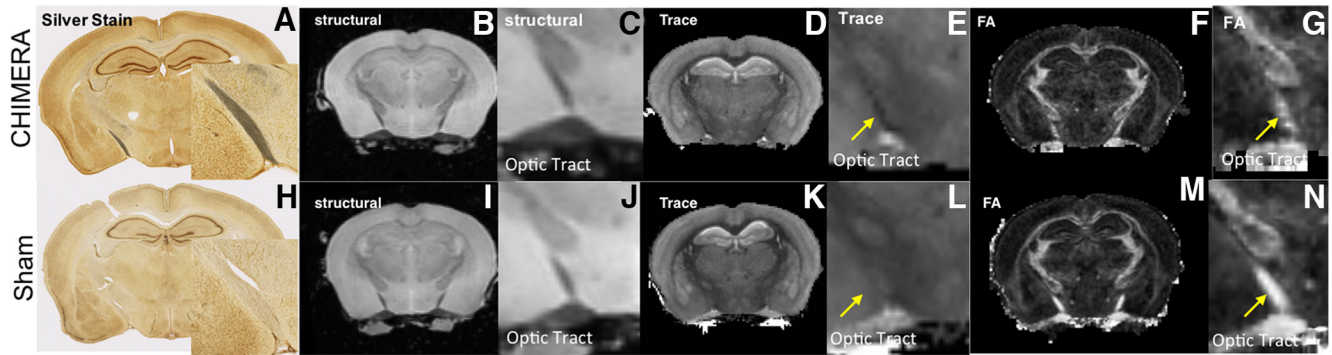 CHIMERA
Silver Stain
A
structural
B
structural
C
Optic Tract
Trace
D
Trace
E
Optic Tract
F
FA
FA
G
Optic Tract
Sham
H
structural
I
J
Optic Tract
Trace
K
L
Optic Tract
FA
M
N
Optic Tract